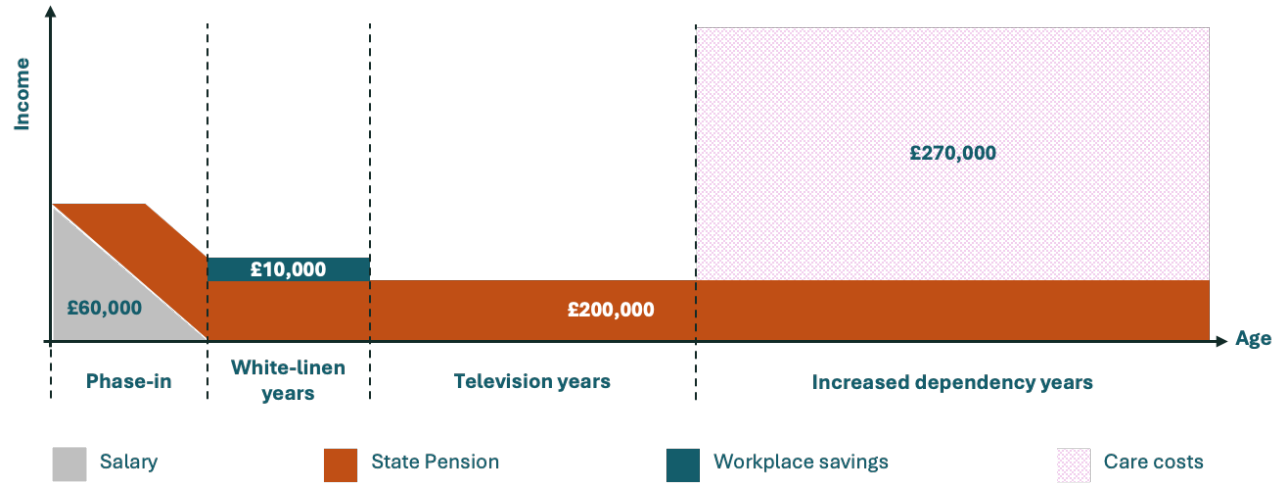 Income
£270,000
£10,000
£60,000
£200,000
Age
Phase-in
White-linen
years
Television years
Increased dependency years
Salary
State Pension
Workplace savings
Care costs